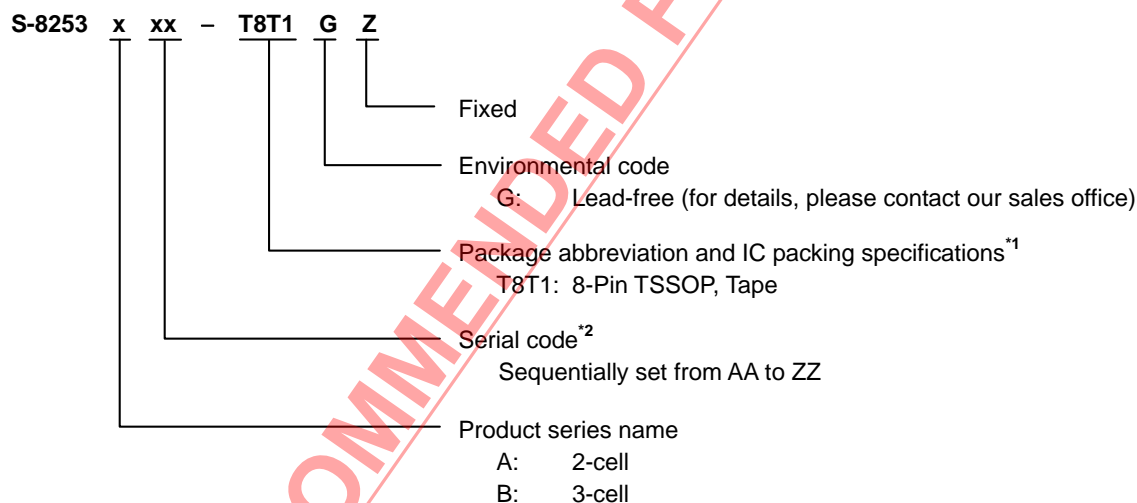 S-8253 x xx – T8T1 G Z
Fixed
Environmental code
G: Lead-free (for details, please contact our sales office)
Package abbreviation and IC packing specifications*1
T8T1: 8-Pin TSSOP, Tape
Serial code*2
Sequentially set from AA to ZZ
Product series name
A: 2-cell
B: 3-cell
OMMENDED